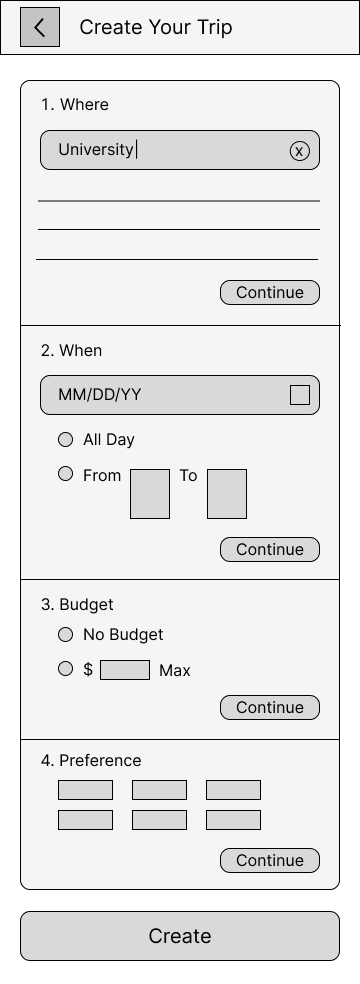 Create Your Trip
1. Where
University
x
Continue
2. When
MM/DD/YY
All Day
From To
Continue
3. Budget
No Budget
$ Max
Continue
4. Preference
Continue
Create